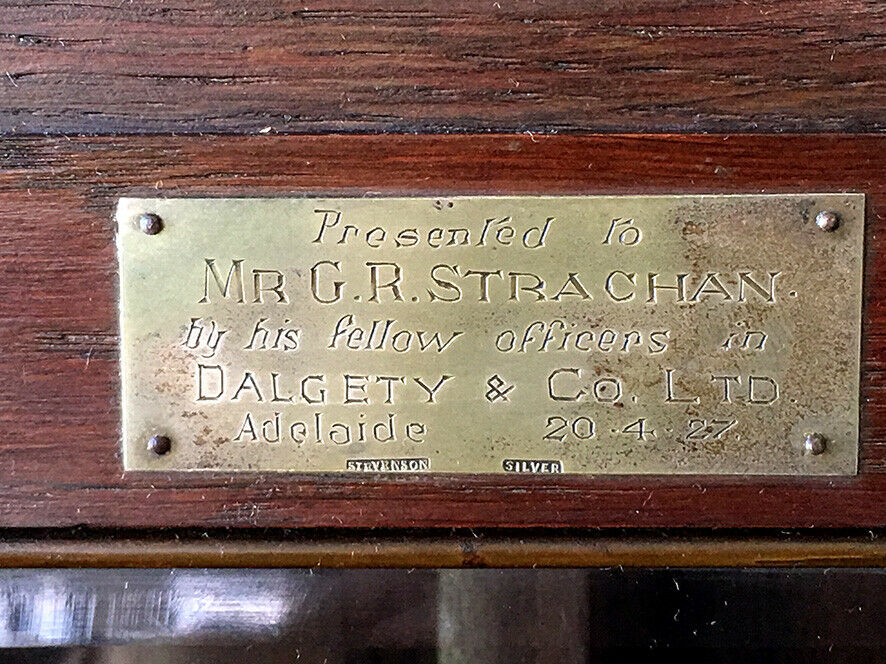 Presented to
MR G.R. STRACHAN.
by his fellow officers in
DALGETY & Co. LTD.
Adelaide 20.4.27.
STEVENSON SILVER